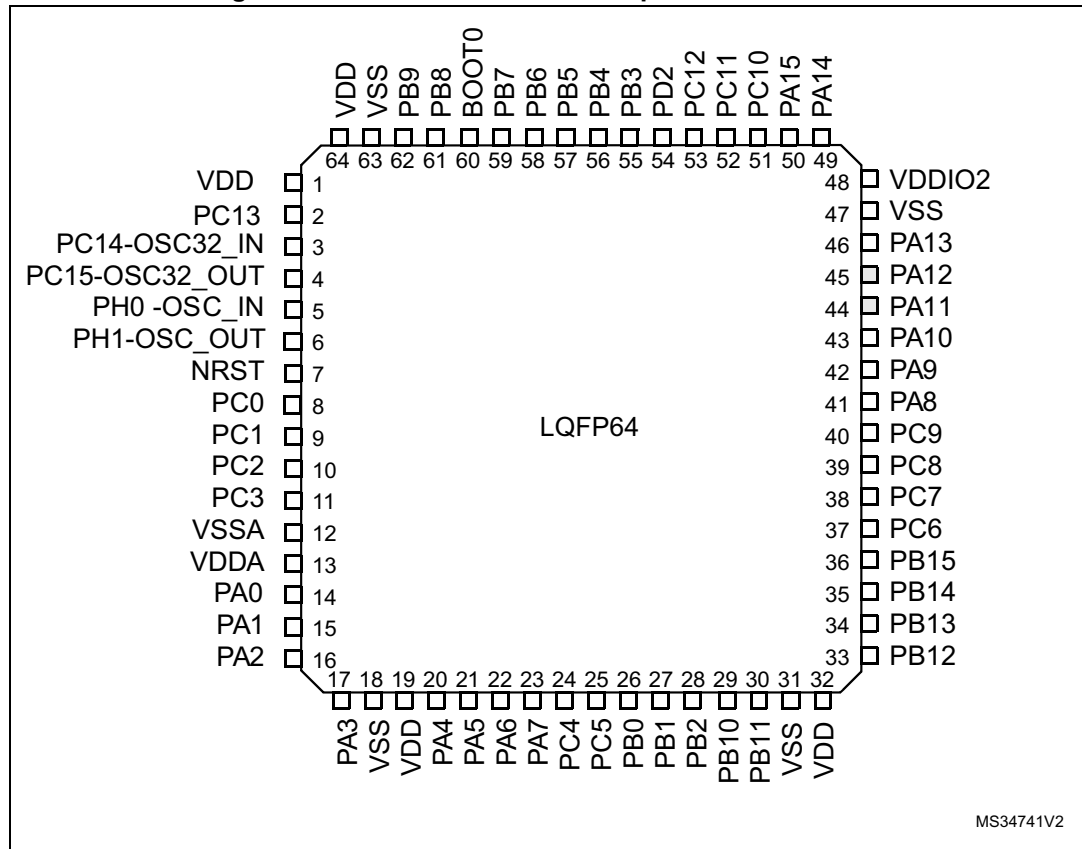 VDD
VSS
PB9
PB8
BOOT0
PB7
PB6
PB5
PB4
PB3
PD2
PC12
PC11
PC10
PA15
PA14
64 63 62 61 60 59 58 57 56 55 54 53 52 51 50 49
VDD 1
PC13 2
PC14-OSC32_IN 3
PC15-OSC32_OUT 4
PH0 -OSC_IN 5
PH1-OSC_OUT 6
NRST 7
PC0 8
PC1 9
PC2 10
PC3 11
VSSA 12
VDDA 13
PA0 14
PA1 15
PA2 16
LQFP64
48 VDDIO2
47 VSS
46 PA13
45 PA12
44 PA11
43 PA10
42 PA9
41 PA8
40 PC9
39 PC8
38 PC7
37 PC6
36 PB15
35 PB14
34 PB13
33 PB12
17 18 19 20 21 22 23 24 25 26 27 28 29 30 31 32
PA3
VSS
VDD
PA4
PA5
PA6
PA7
PC4
PC5
PB0
PB1
PB2
PB10
PB11
VSS
VDD
MS34741V2